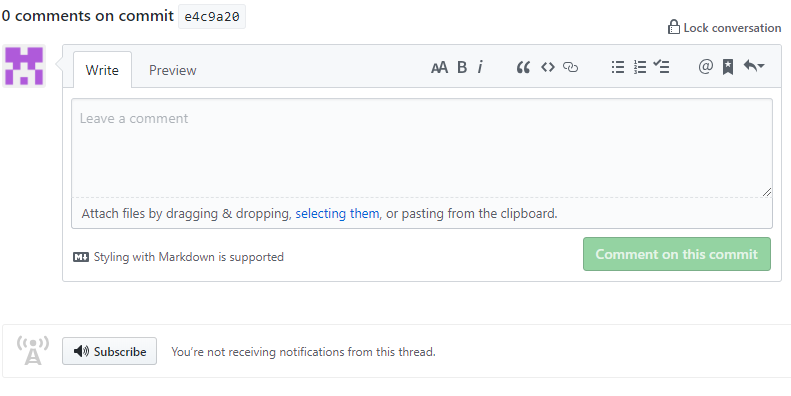 0 comments on commit e4c9a20
Lock conversation
Write Preview AA B i @
Leave a comment
Attach files by dragging & dropping, selecting them, or pasting from the clipboard.
Styling with Markdown is supported Comment on this commit
Subscribe You’re not receiving notifications from this thread.